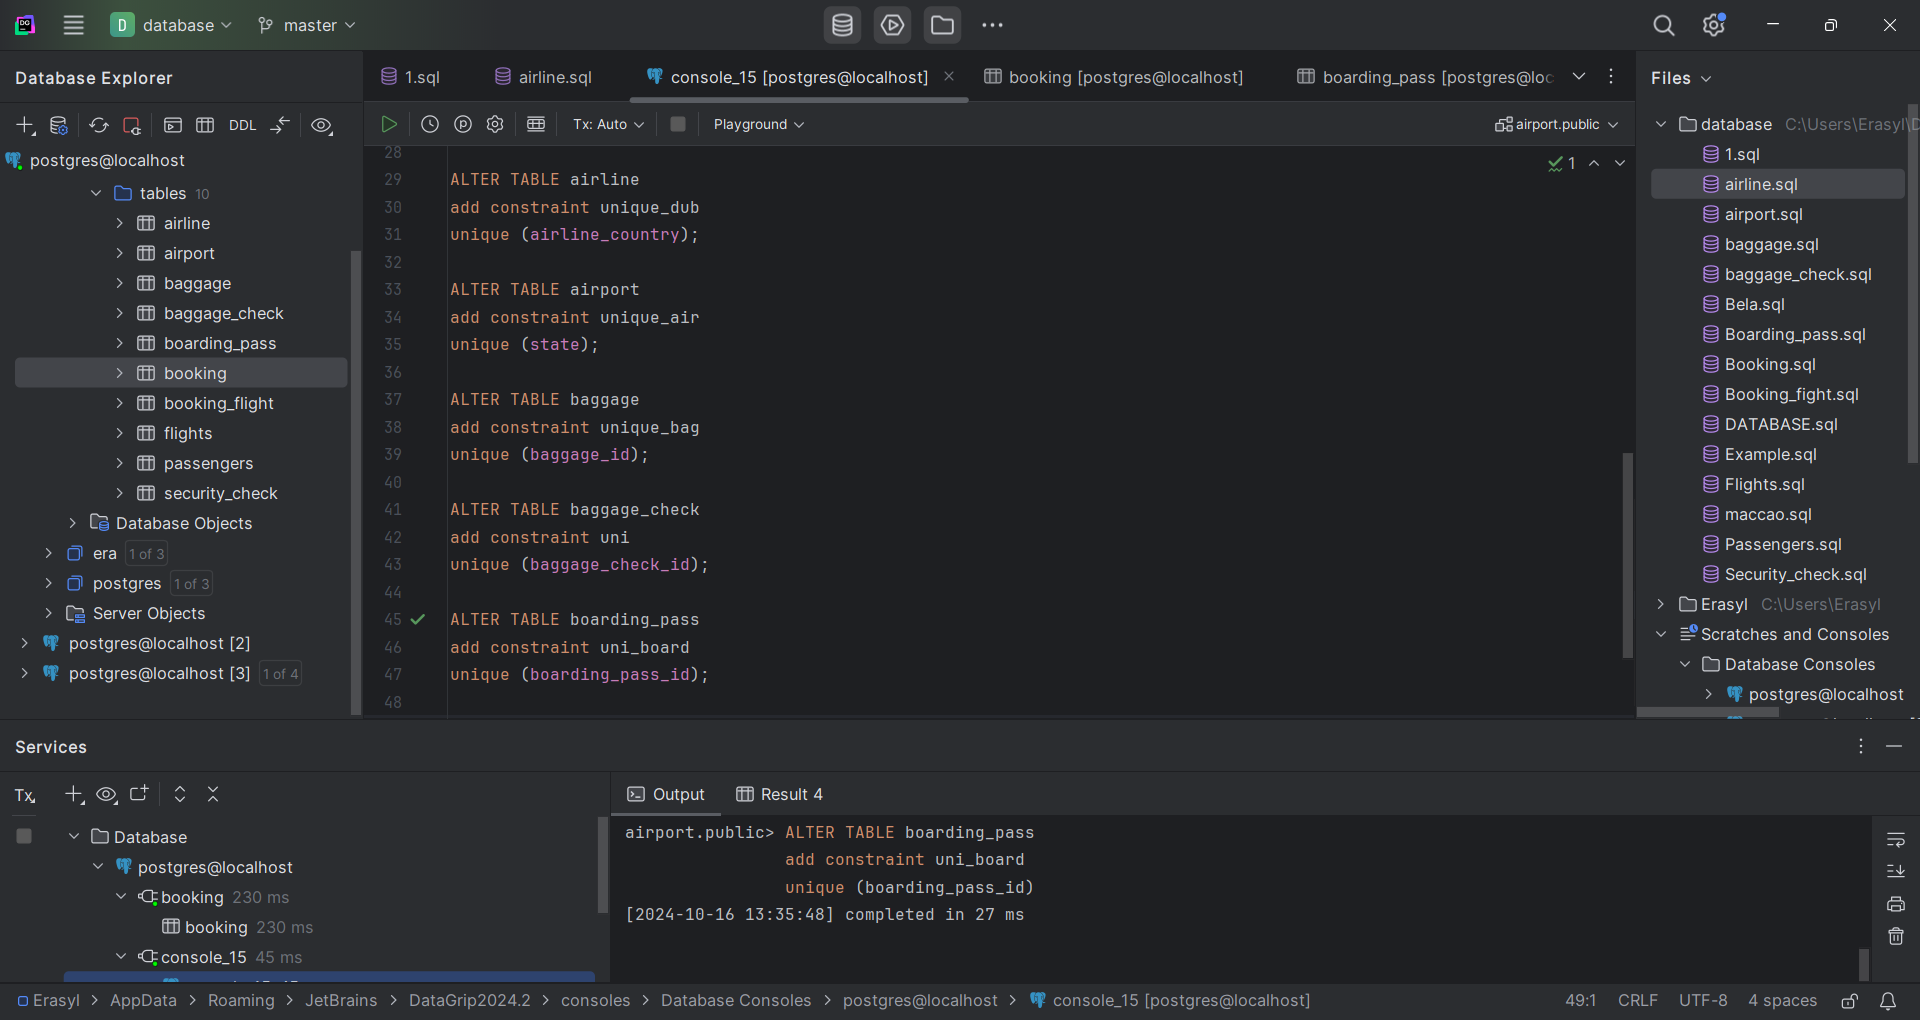 D database master
Database Explorer
1.sql airline.sql console_15 [postgres@localhost] booking [postgres@localhost] boarding_pass [postgres@loc
Files
DDL
Tx: Auto Playground airport.public
postgres@localhost
tables 10
airline
airport
baggage
baggage_check
boarding_pass
booking
booking_flight
flights
passengers
security_check
Database Objects
era 1 of 3
postgres 1 of 3
Server Objects
postgres@localhost [2]
postgres@localhost [3] 1 of 4
1
28
29 ALTER TABLE airline
30 add constraint unique_dub
31 unique (airline_country);
32
33 ALTER TABLE airport
34 add constraint unique_air
35 unique (state);
36
37 ALTER TABLE baggage
38 add constraint unique_bag
39 unique (baggage_id);
40
41 ALTER TABLE baggage_check
42 add constraint uni
43 unique (baggage_check_id);
44
45 ALTER TABLE boarding_pass
46 add constraint uni_board
47 unique (boarding_pass_id);
48
database C:\Users\Erasyl\D
1.sql
airline.sql
airport.sql
baggage.sql
baggage_check.sql
Bela.sql
Boarding_pass.sql
Booking.sql
Booking_fight.sql
DATABASE.sql
Example.sql
Flights.sql
maccao.sql
Passengers.sql
Security_check.sql
Erasyl C:\Users\Erasyl
Scratches and Consoles
Database Consoles
postgres@localhost
Services
Tx
Database
postgres@localhost
booking 230 ms
booking 230 ms
console_15 45 ms
Output Result 4
airport.public> ALTER TABLE boarding_pass
add constraint uni_board
unique (boarding_pass_id)
[2024-10-16 13:35:48] completed in 27 ms
Erasyl > AppData > Roaming > JetBrains > DataGrip2024.2 > consoles > Database Consoles > postgres@localhost > console_15 [postgres@localhost]
49:1 CRLF UTF-8 4 spaces